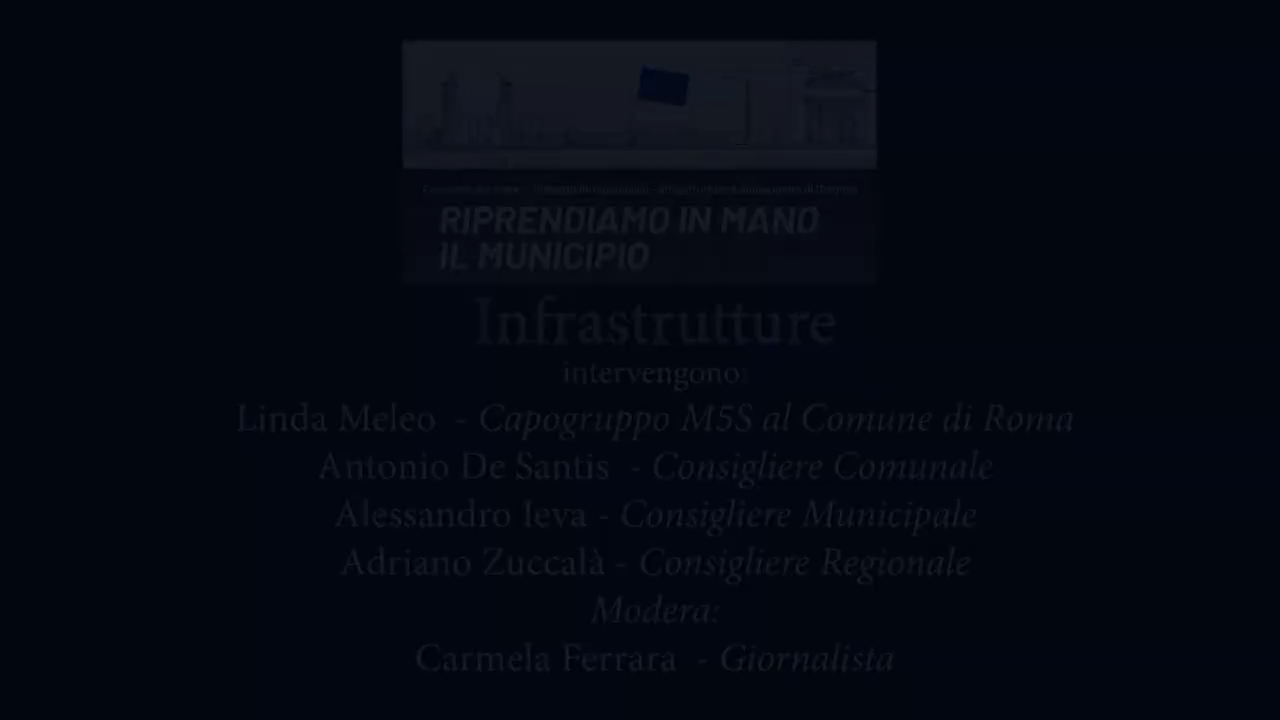 RIPRENDIAMO IN MANO
IL MUNICIPIO
Infrastrutture
intervengono:
Linda Meleo - Capogruppo M5S al Comune di Roma
Antonio De Santis - Consigliere Comunale
Alessandro Ieva - Consigliere Municipale
Adriano Zuccalà - Consigliere Regionale
Modera:
Carmela Ferrara - Giornalista